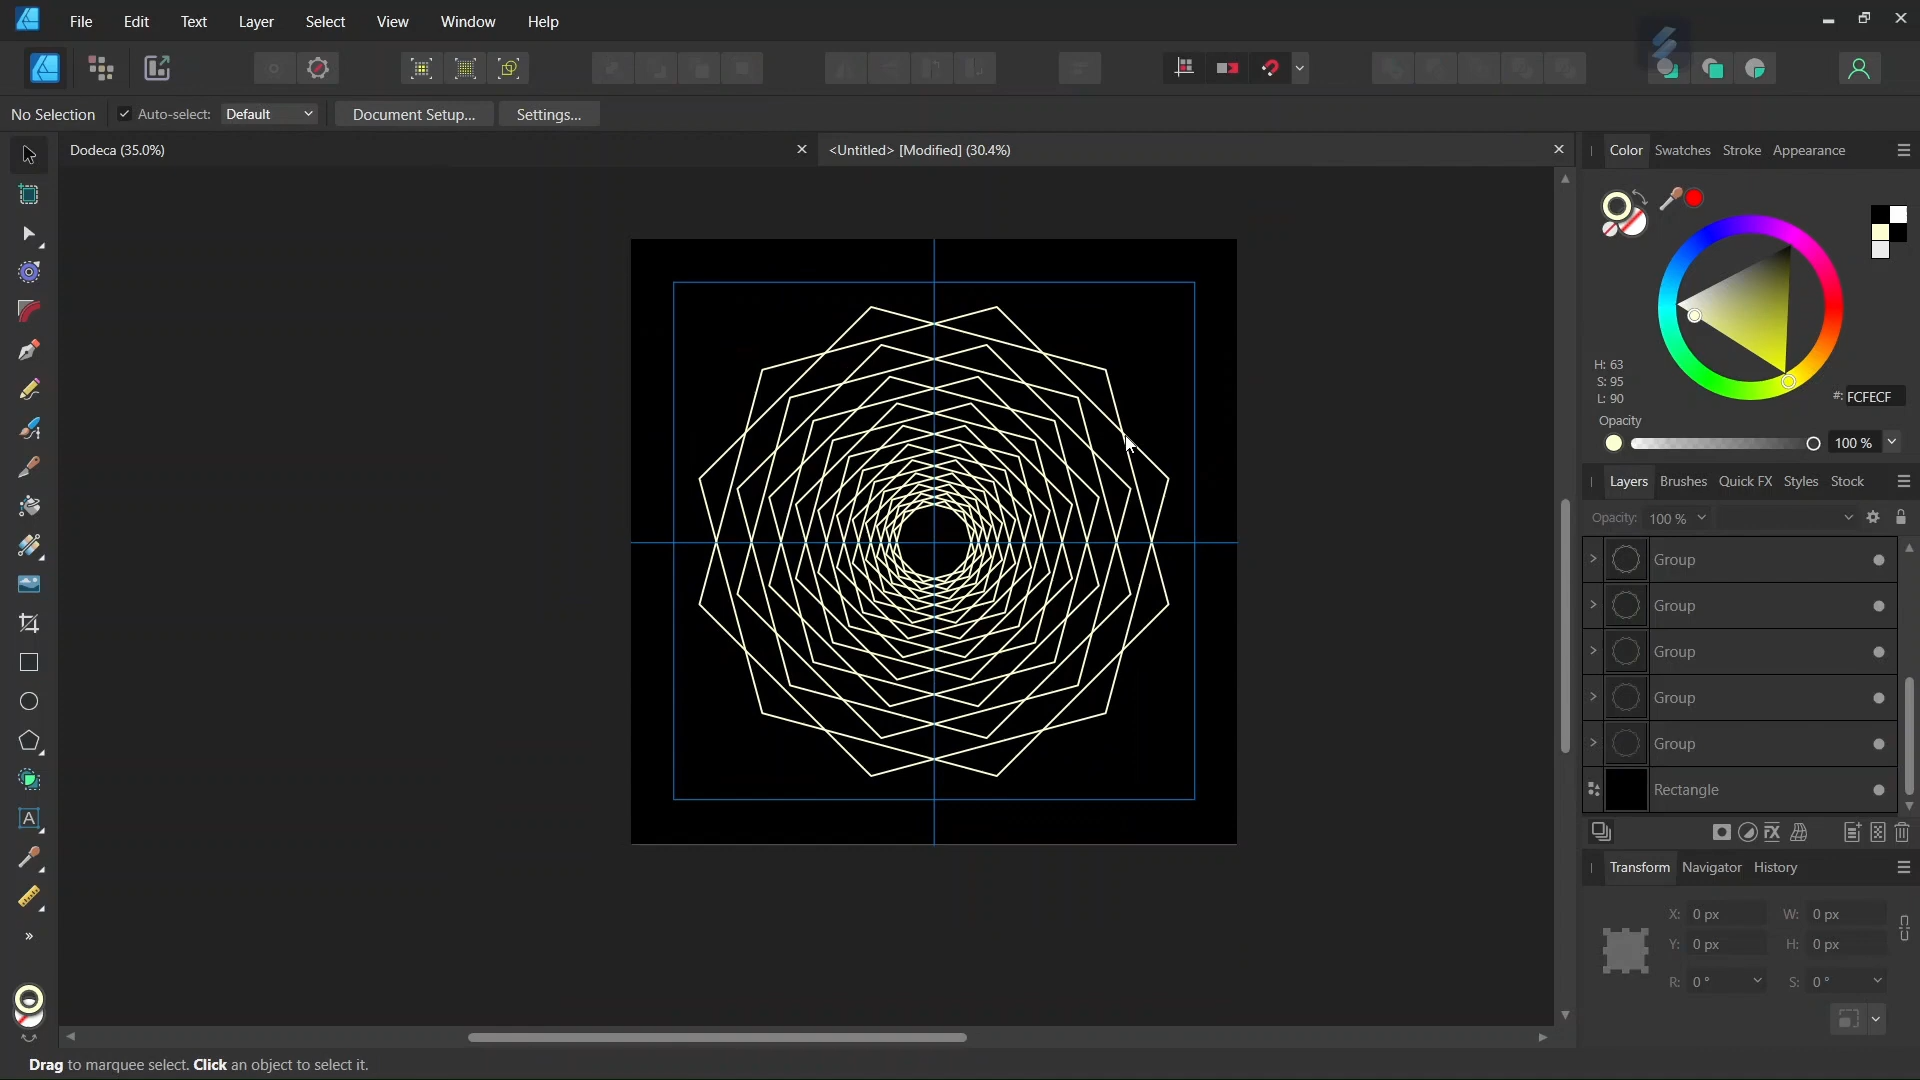 File Edit Text Layer Select View Window Help
No Selection Auto-select: Default Document Setup... Settings...
Dodeca (35.0%)
<Untitled> [Modified] (30.4%)
Color Swatches Stroke Appearance
H: 63
S: 95
L: 90
#: FCFECF
Opacity
100 %
Layers Brushes Quick FX Styles Stock
Opacity: 100 %
Group
Group
Group
Group
Group
Rectangle
Transform Navigator History
X: 0 px W: 0 px
Y: 0 px H: 0 px
R: 0 ° S: 0 °
Drag to marquee select. Click an object to select it.